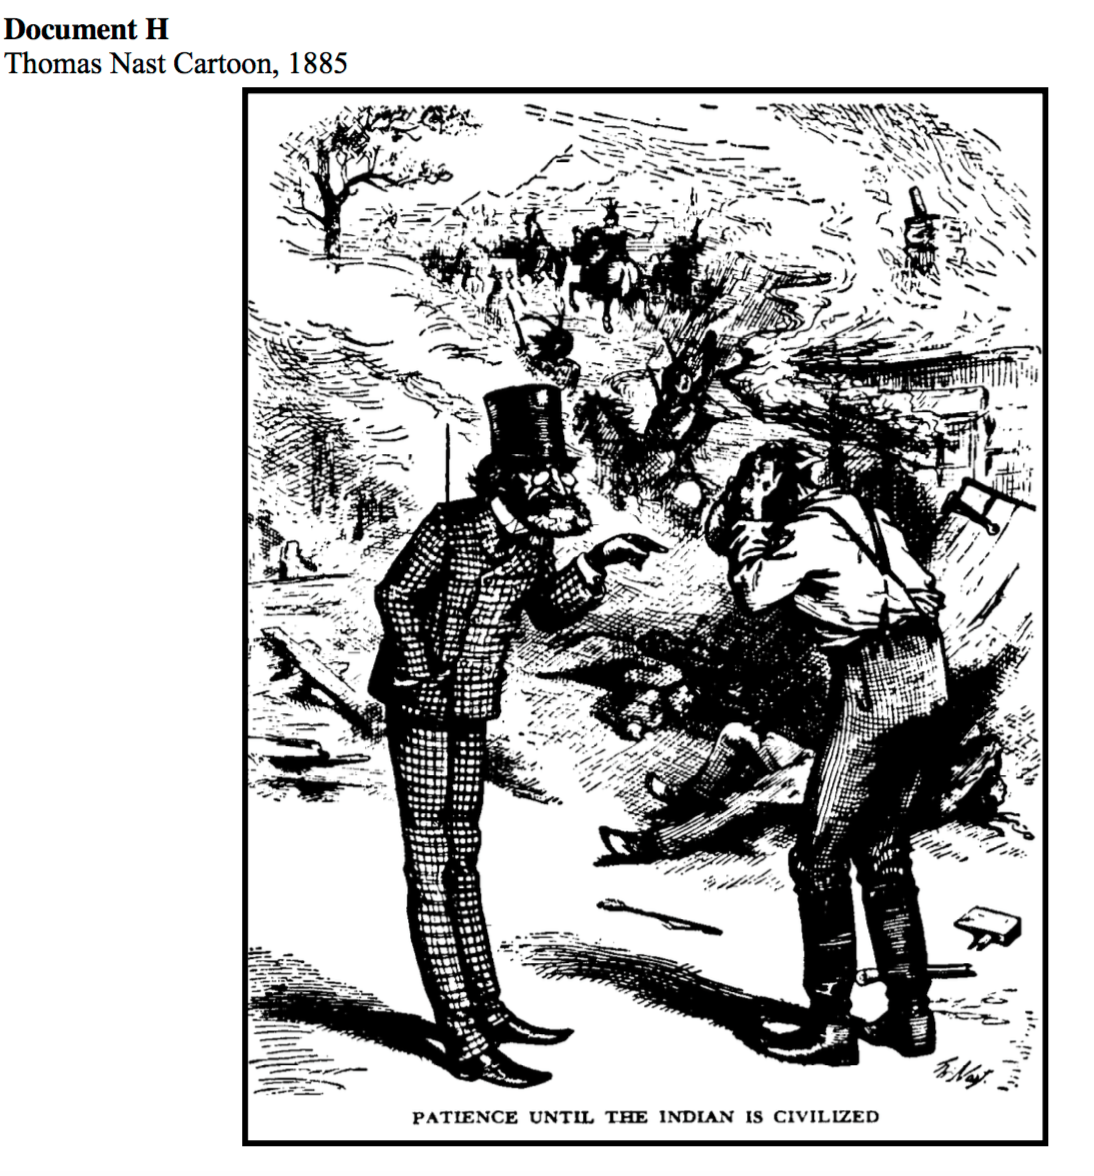 Document H
Thomas Nast Cartoon, 1885
Th. Nast.
PATIENCE UNTIL THE INDIAN IS CIVILIZED